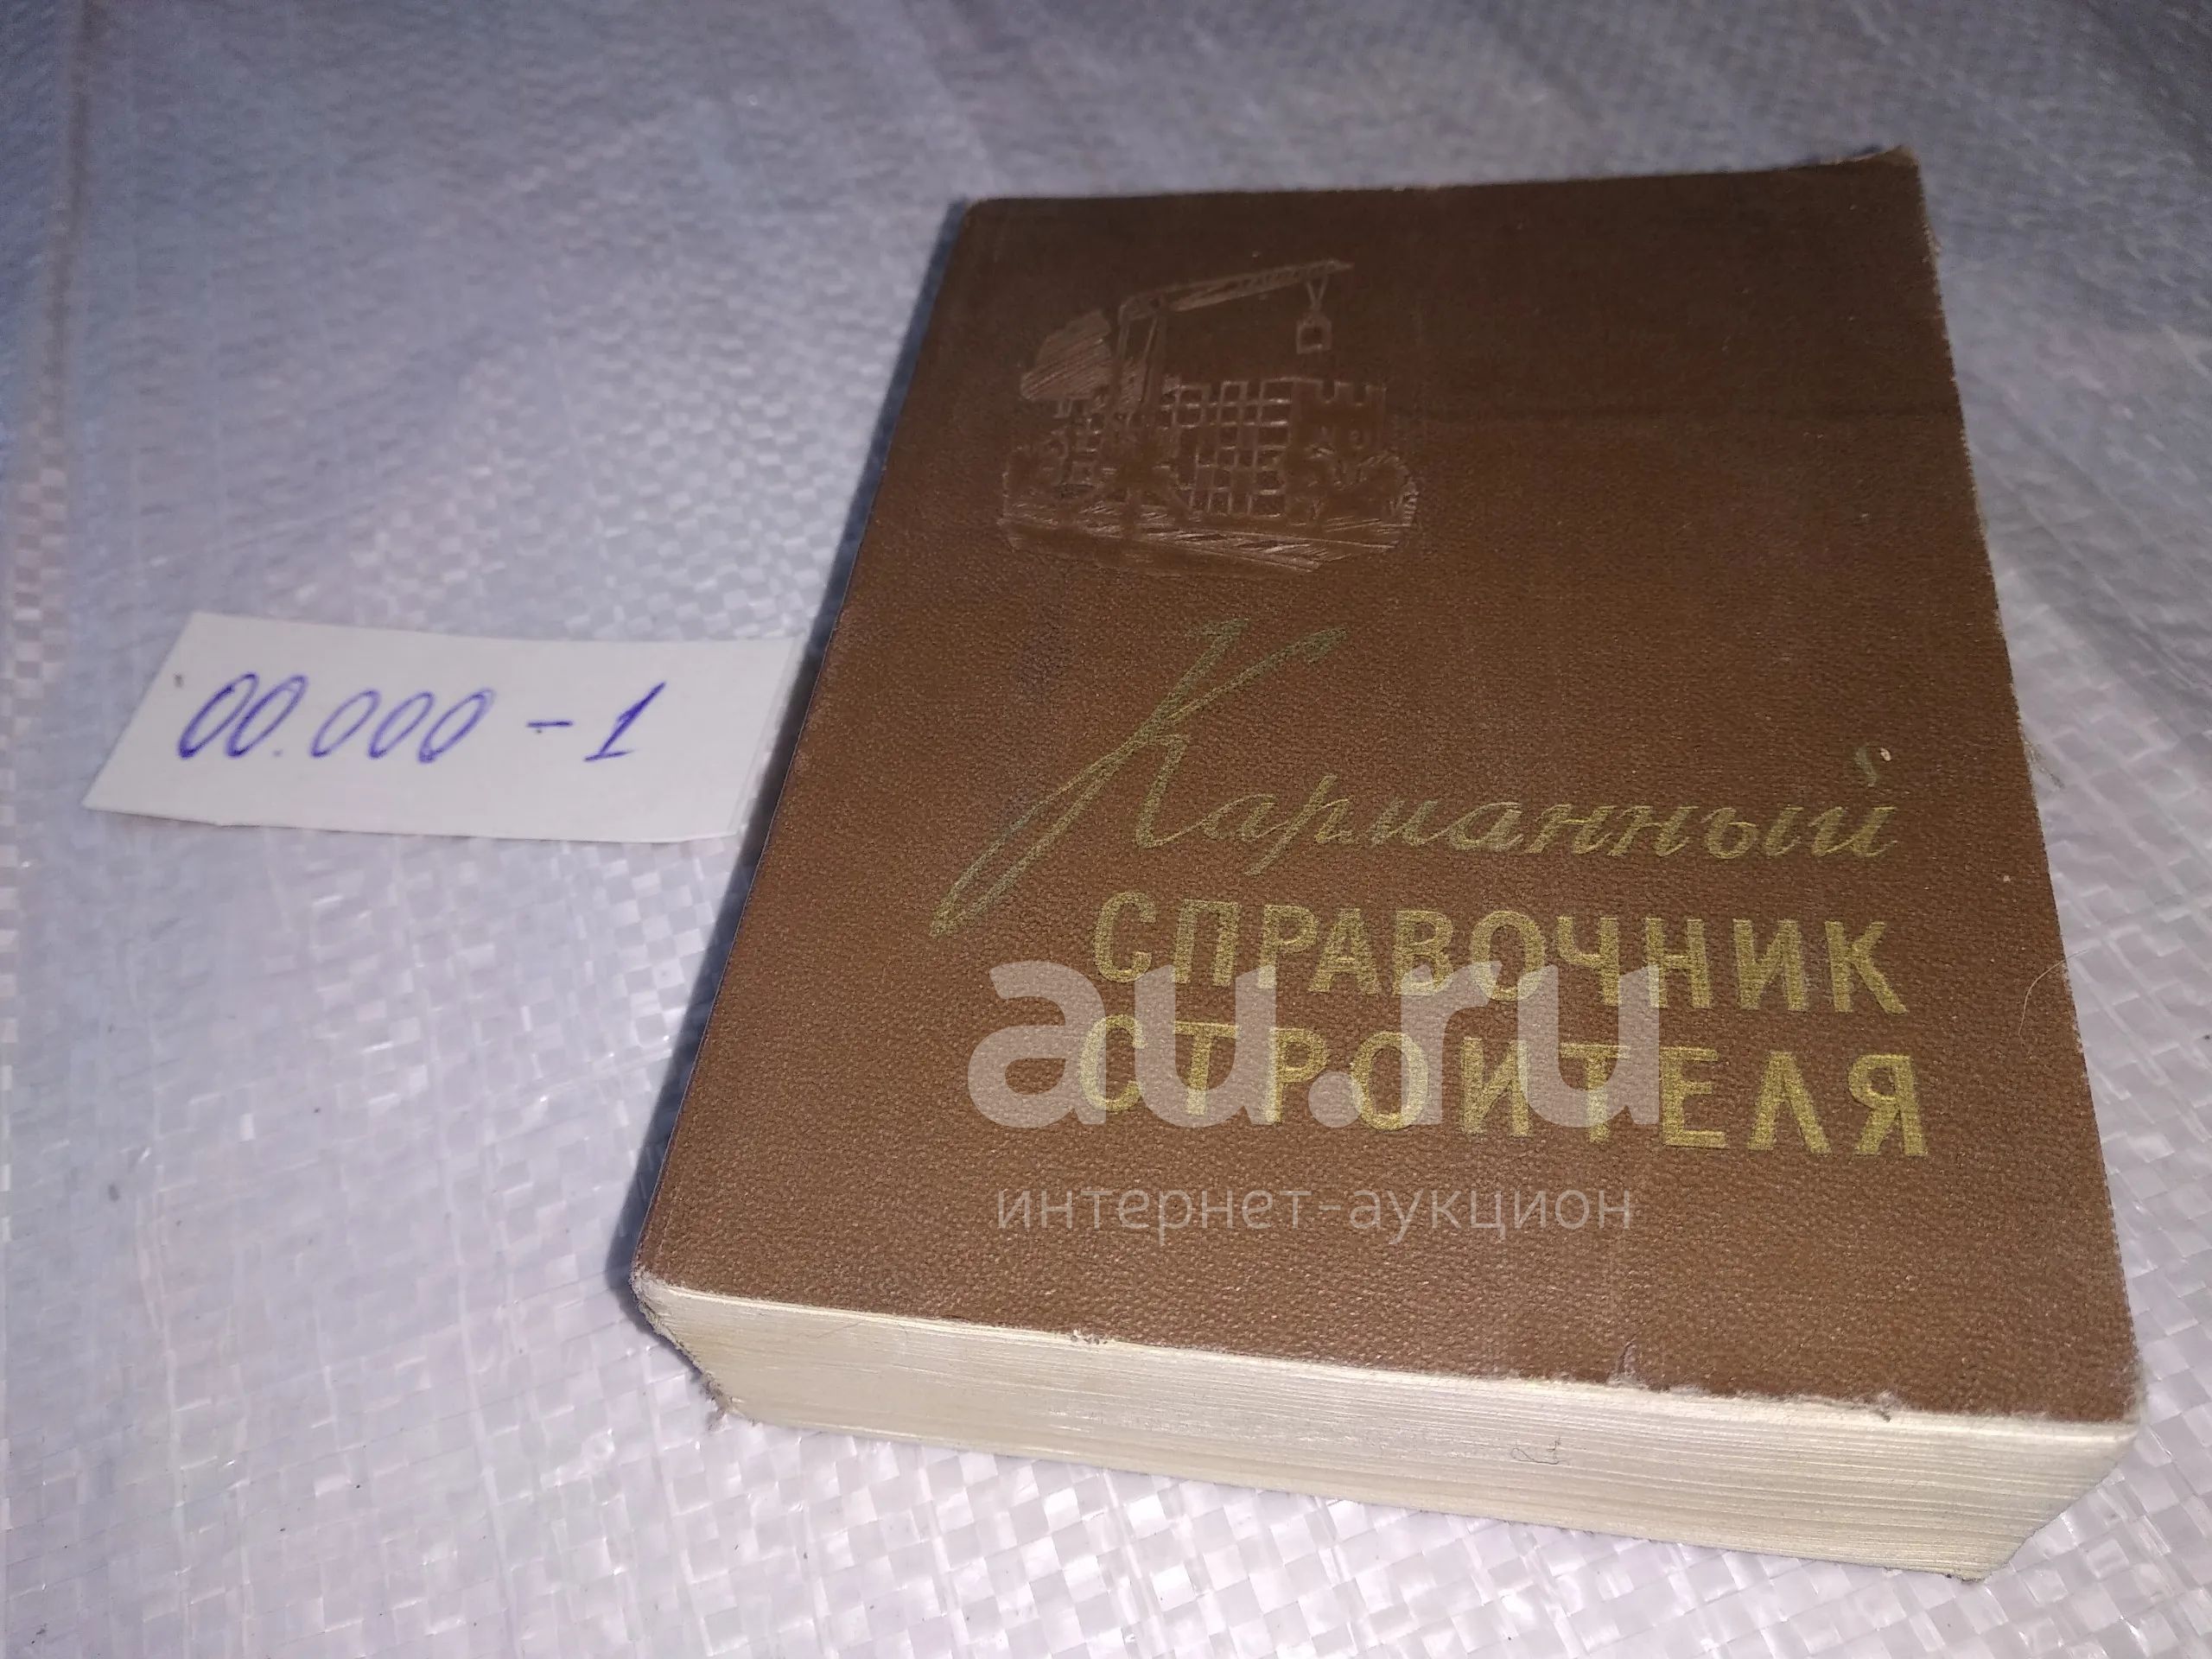 00.000 - 1
Карманный
СПРАВОЧНИК
СТРОИТЕЛЯ
au.ru
интернет-аукцион